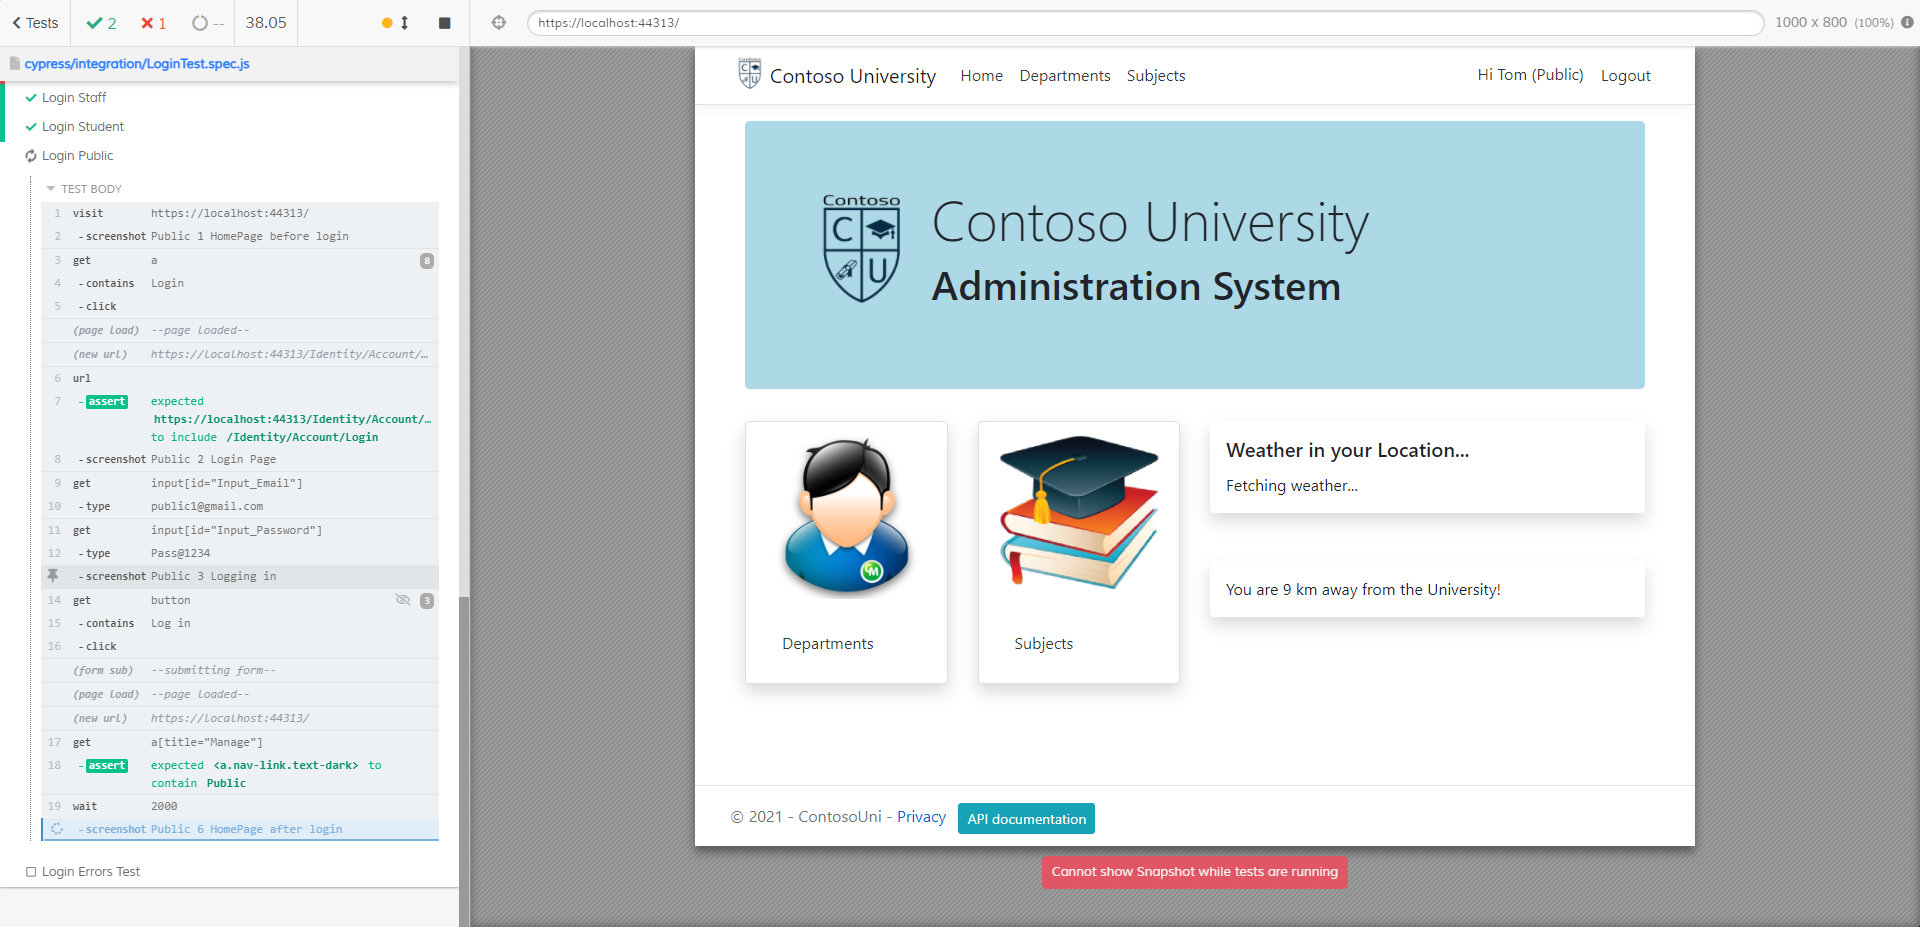 Tests 2 1 -- 38.05
https://localhost:44313/ 1000 x 800 (100%)
cypress/integration/LoginTest.spec.js
Login Staff
Login Student
Login Public
TEST BODY
1 visit https://localhost:44313/
2 -screenshot Public 1 HomePage before login
3 get a 8
4 -contains Login
5 -click
(page load) --page loaded--
(new url) https://localhost:44313/Identity/Account/…
6 url
7 -assert expected
https://localhost:44313/Identity/Account/…
to include /Identity/Account/Login
8 -screenshot Public 2 Login Page
9 get input[id="Input_Email"]
10 -type public1@gmail.com
11 get input[id="Input_Password"]
12 -type Pass@1234
-screenshot Public 3 Logging in
14 get button 3
15 -contains Log in
16 -click
(form sub) --submitting form--
(page load) --page loaded--
(new url) https://localhost:44313/
17 get a[title="Manage"]
18 -assert expected <a.nav-link.text-dark> to
contain Public
19 wait 2000
-screenshot Public 6 HomePage after login
Login Errors Test
Contoso University Home Departments Subjects Hi Tom (Public) Logout
Contoso
C
U
Contoso University
Administration System
CM
Departments
Subjects
Weather in your Location...
Fetching weather...
You are 9 km away from the University!
© 2021 - ContosoUni - Privacy API documentation
Cannot show Snapshot while tests are running